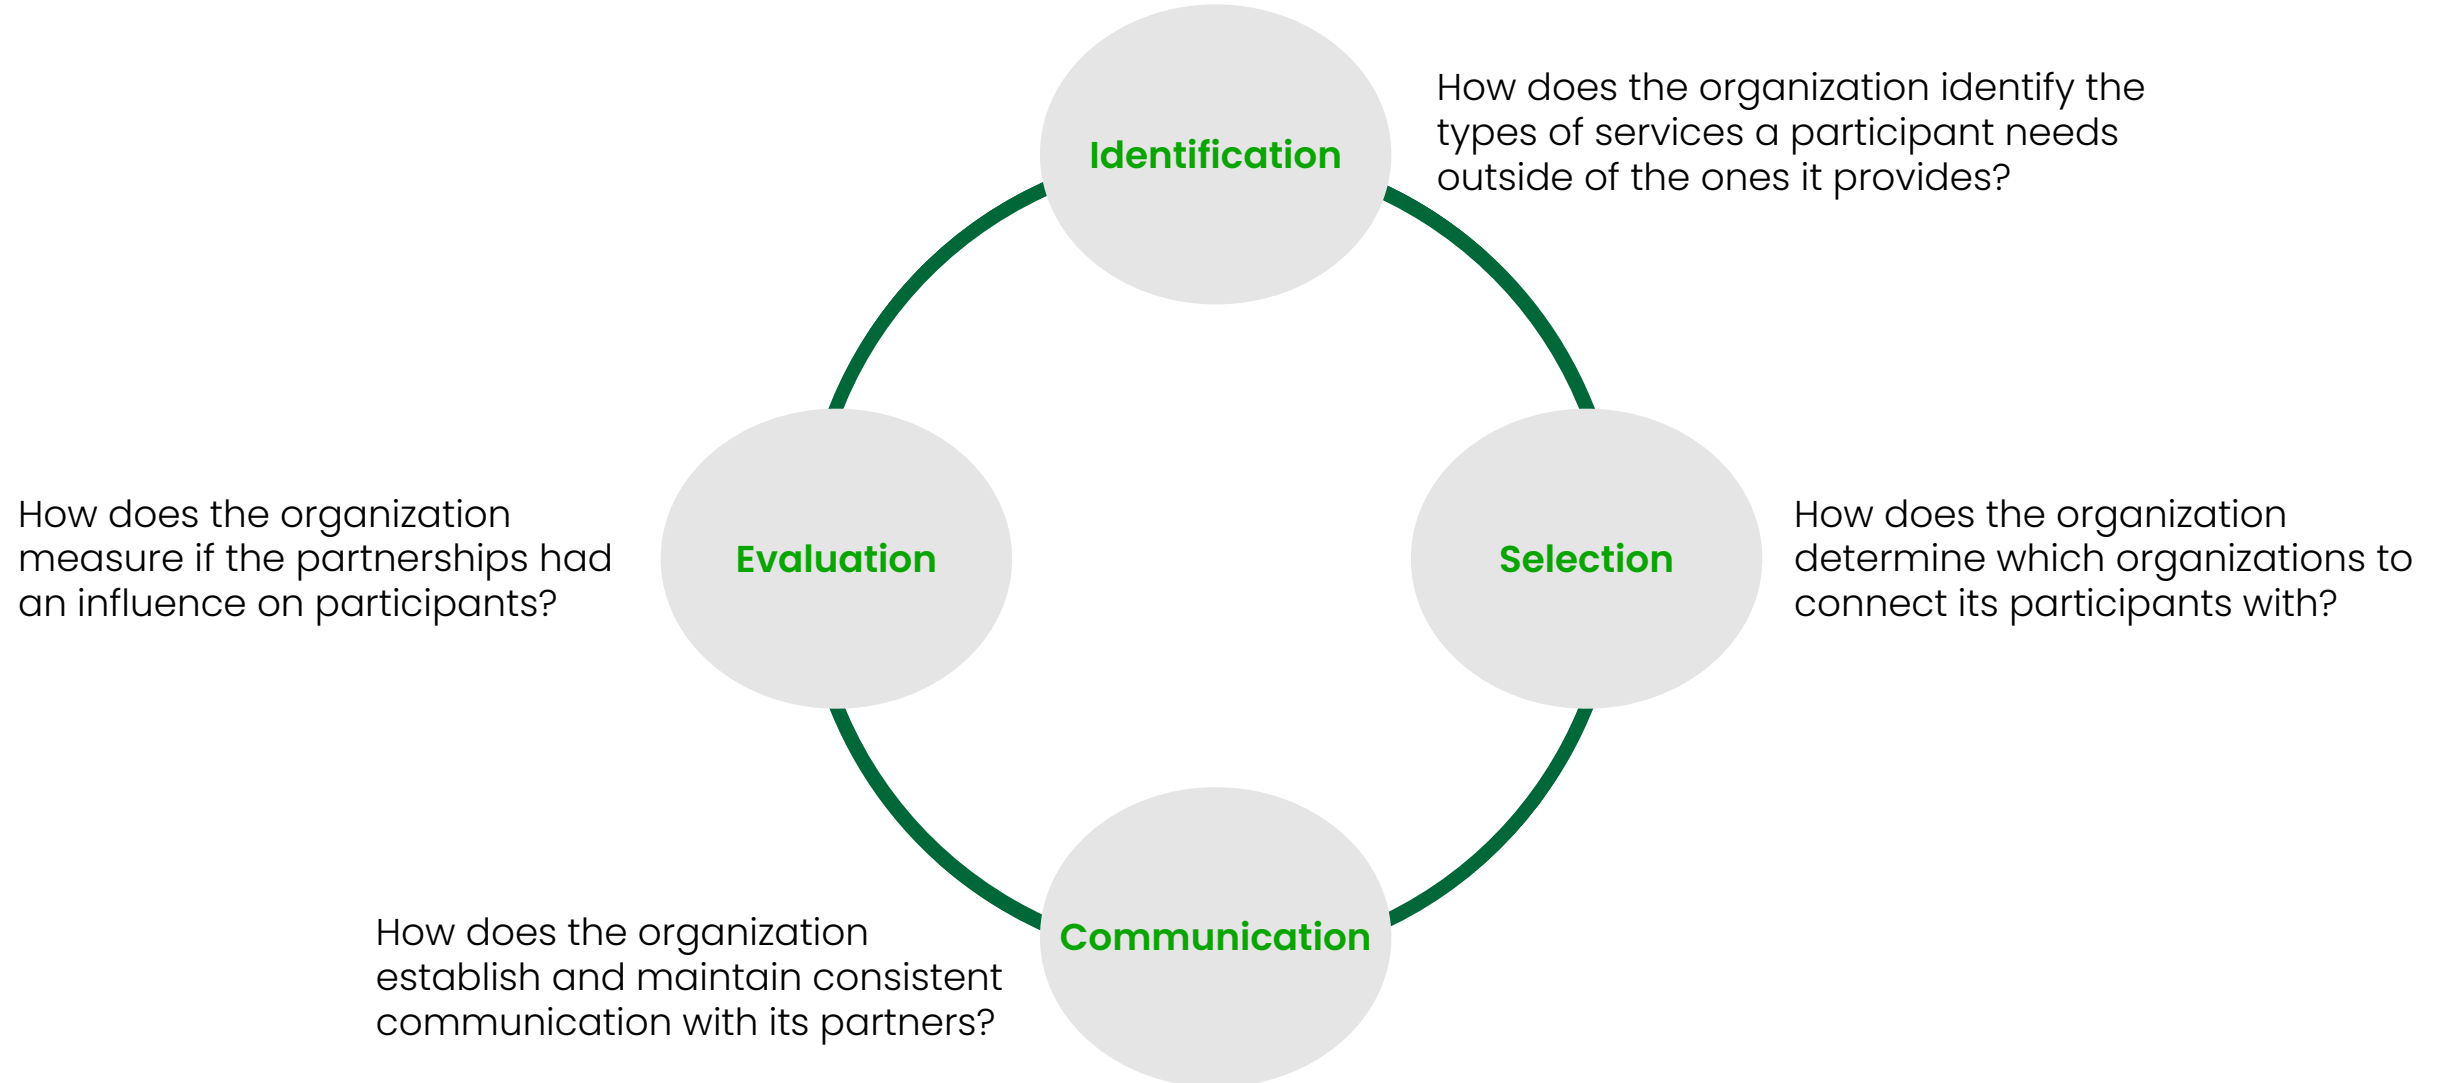 Identification
How does the organization identify the
types of services a participant needs
outside of the ones it provides?
Selection
How does the organization
determine which organizations to
connect its participants with?
Communication
How does the organization
establish and maintain consistent
communication with its partners?
Evaluation
How does the organization
measure if the partnerships had
an influence on participants?